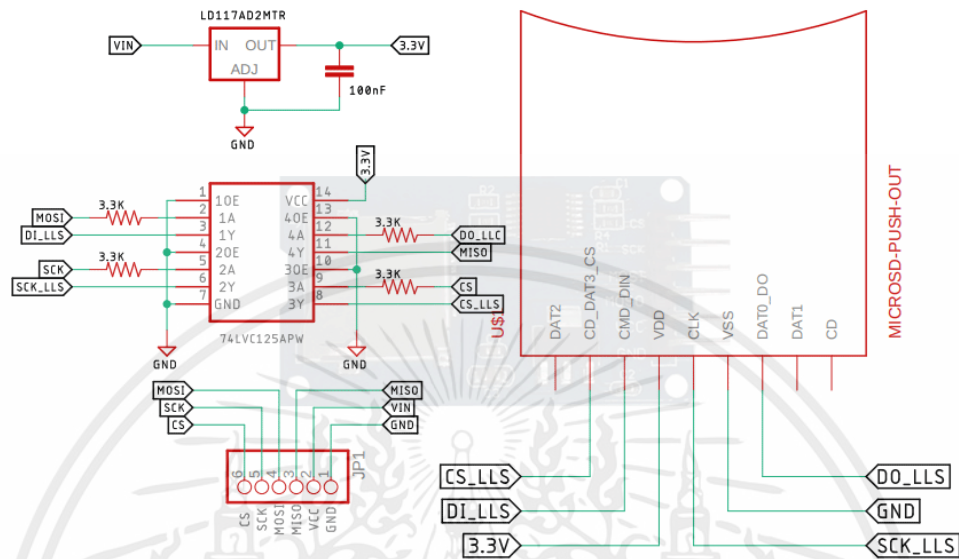 LD117AD2MTR
VIN
IN
OUT
ADJ
3.3V
100nF
GND
3.3V
1
2
3
4
5
6
7
1OE
1A
1Y
2OE
2A
2Y
GND
VCC
4OE
4A
4Y
3OE
3A
3Y
14
13
12
11
10
9
8
MOSI
3.3K
DI_LLS
SCK
3.3K
SCK_LLS
3.3K
DO_LLC
MISO
3.3K
CS
CS_LLS
GND
74LVC125APW
GND
MOSI
SCK
CS
MISO
VIN
GND
6
5
4
3
2
1
JP1
CS
SCK
MOSI
MISO
VCC
GND
MICROSD-PUSH-OUT
U$
DAT2
CD_DAT3_CS
CMD_DIN
VDD
CLK
VSS
DAT0_DO
DAT1
CD
CS_LLS
DI_LLS
3.3V
DO_LLS
GND
SCK_LLS